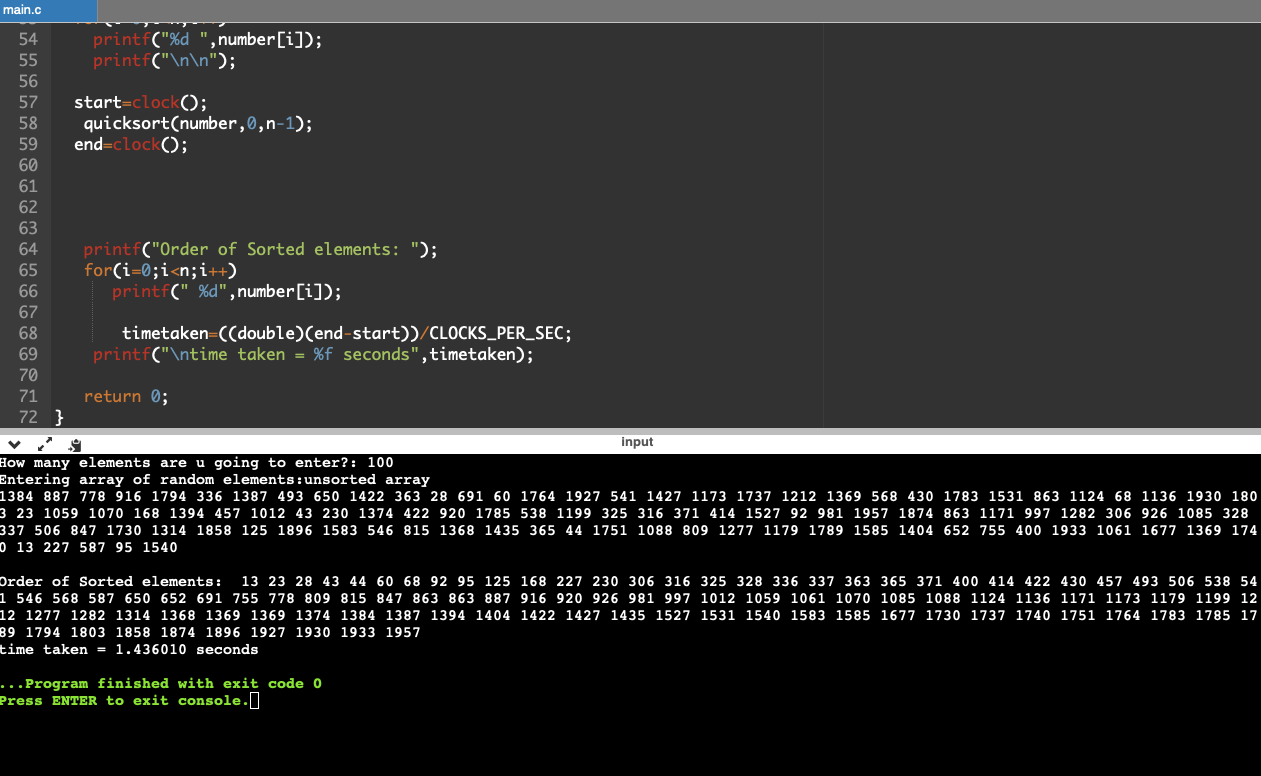 main.c
54 printf("%d ",number[i]);
55 printf("\n\n");
56
57 start=clock();
58 quicksort(number,0,n-1);
59 end=clock();
60
61
62
63
64 printf("Order of Sorted elements: ");
65 for(i=0;i<n;i++)
66 printf(" %d",number[i]);
67
68 timetaken=((double)(end-start))/CLOCKS_PER_SEC;
69 printf("\ntime taken = %f seconds",timetaken);
70
71 return 0;
72 }
input
How many elements are u going to enter?: 100
Entering array of random elements:unsorted array
1384 887 778 916 1794 336 1387 493 650 1422 363 28 691 60 1764 1927 541 1427 1173 1737 1212 1369 568 430 1783 1531 863 1124 68 1136 1930 180
3 23 1059 1070 168 1394 457 1012 43 230 1374 422 920 1785 538 1199 325 316 371 414 1527 92 981 1957 1874 863 1171 997 1282 306 926 1085 328
337 506 847 1730 1314 1858 125 1896 1583 546 815 1368 1435 365 44 1751 1088 809 1277 1179 1789 1585 1404 652 755 400 1933 1061 1677 1369 174
0 13 227 587 95 1540
Order of Sorted elements:  13 23 28 43 44 60 68 92 95 125 168 227 230 306 316 325 328 336 337 363 365 371 400 414 422 430 457 493 506 538 54
1 546 568 587 650 652 691 755 778 809 815 847 863 863 887 916 920 926 981 997 1012 1059 1061 1070 1085 1088 1124 1136 1171 1173 1179 1199 12
12 1277 1282 1314 1368 1369 1369 1374 1384 1387 1394 1404 1422 1427 1435 1527 1531 1540 1583 1585 1677 1730 1737 1740 1751 1764 1783 1785 17
89 1794 1803 1858 1874 1896 1927 1930 1933 1957
time taken = 1.436010 seconds
...Program finished with exit code 0
Press ENTER to exit console.